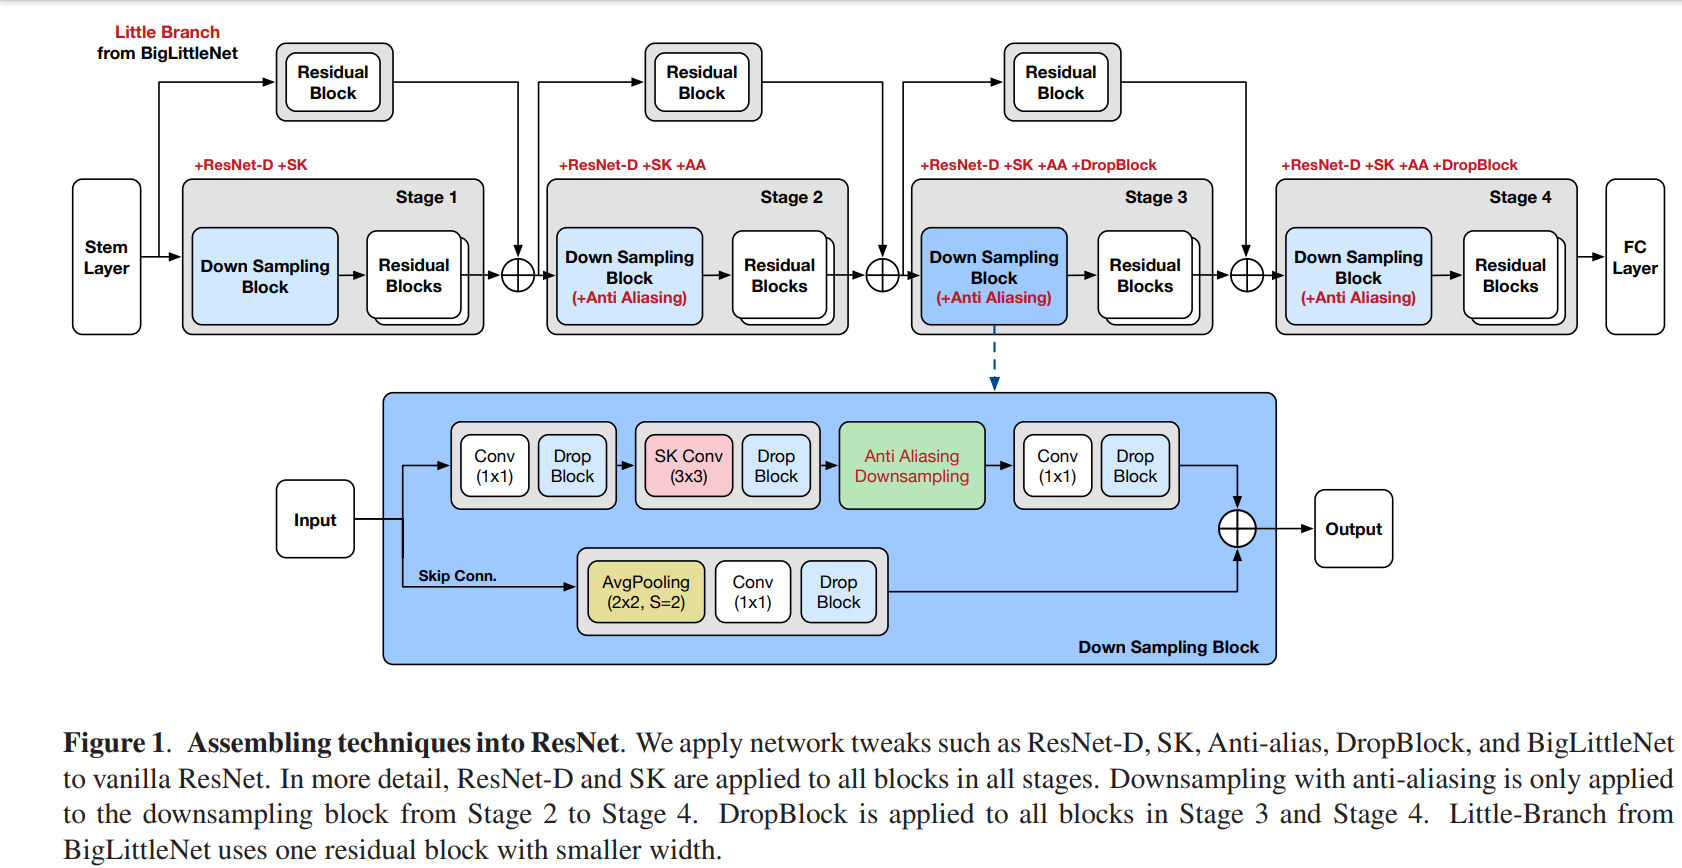 Little Branch
from BigLittleNet
Residual
Block
Residual
Block
Residual
Block
+ResNet-D +SK
+ResNet-D +SK +AA
+ResNet-D +SK +AA +DropBlock
+ResNet-D +SK +AA +DropBlock
Stem
Layer
Stage 1
Down Sampling
Block
Residual
Blocks
Stage 2
Down Sampling
Block
(+Anti Aliasing)
Residual
Blocks
Stage 3
Down Sampling
Block
(+Anti Aliasing)
Residual
Blocks
Stage 4
Down Sampling
Block
(+Anti Aliasing)
Residual
Blocks
FC
Layer
Input
Conv
(1x1)
Drop
Block
SK Conv
(3x3)
Drop
Block
Anti Aliasing
Downsampling
Conv
(1x1)
Drop
Block
Skip Conn.
AvgPooling
(2x2, S=2)
Conv
(1x1)
Drop
Block
Output
Down Sampling Block
Figure 1. Assembling techniques into ResNet. We apply network tweaks such as ResNet-D, SK, Anti-alias, DropBlock, and BigLittleNet
to vanilla ResNet. In more detail, ResNet-D and SK are applied to all blocks in all stages. Downsampling with anti-aliasing is only applied
to the downsampling block from Stage 2 to Stage 4. DropBlock is applied to all blocks in Stage 3 and Stage 4. Little-Branch from
BigLittleNet uses one residual block with smaller width.